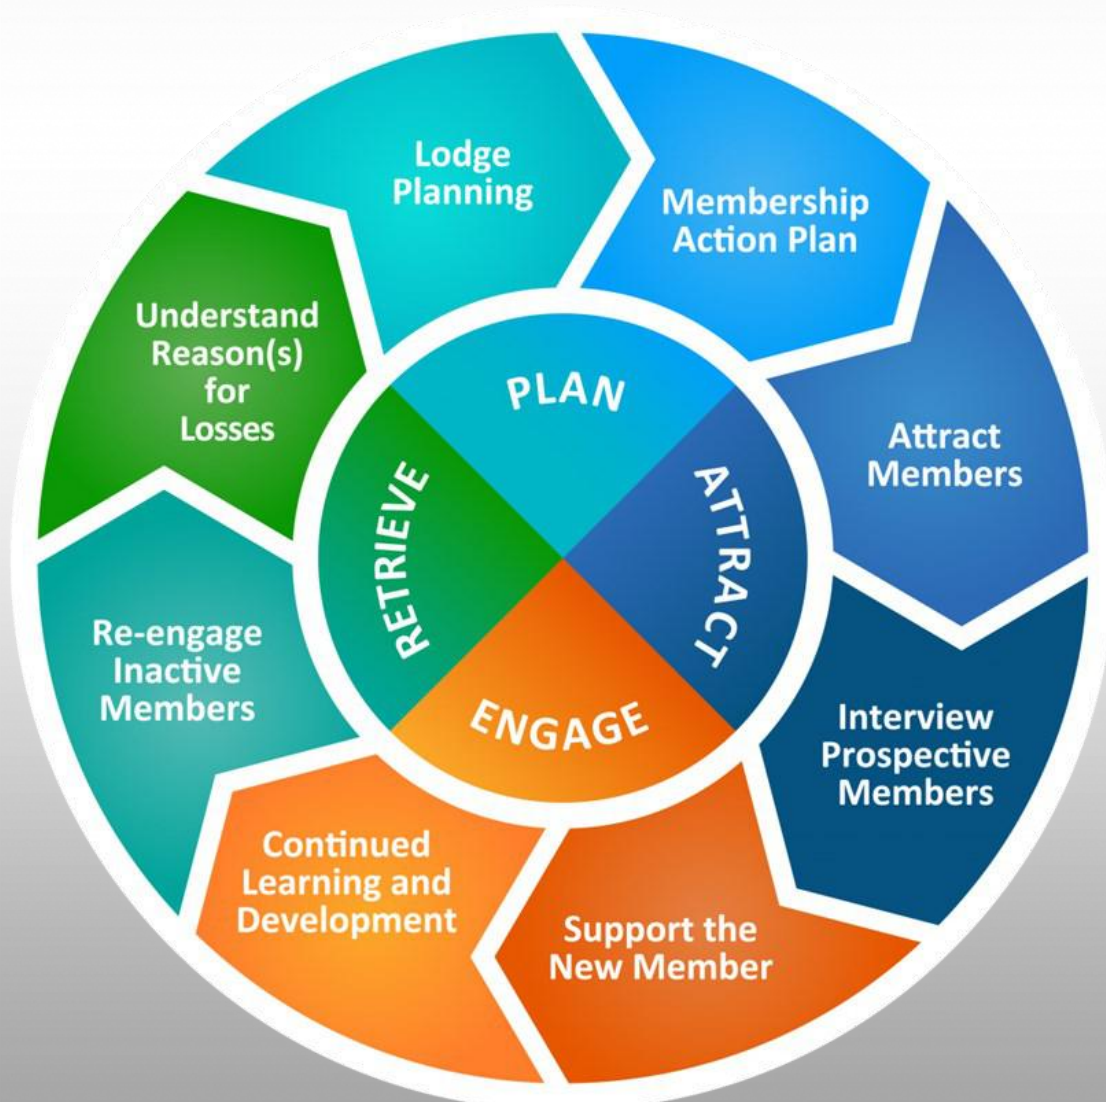 Lodge
Planning
Membership
Action Plan
Attract
Members
Interview
Prospective
Members
Support the
New Member
Continued
Learning and
Development
Re-engage
Inactive
Members
Understand
Reason(s)
for
Losses
PLAN
ATTRACT
ENGAGE
RETRIEVE